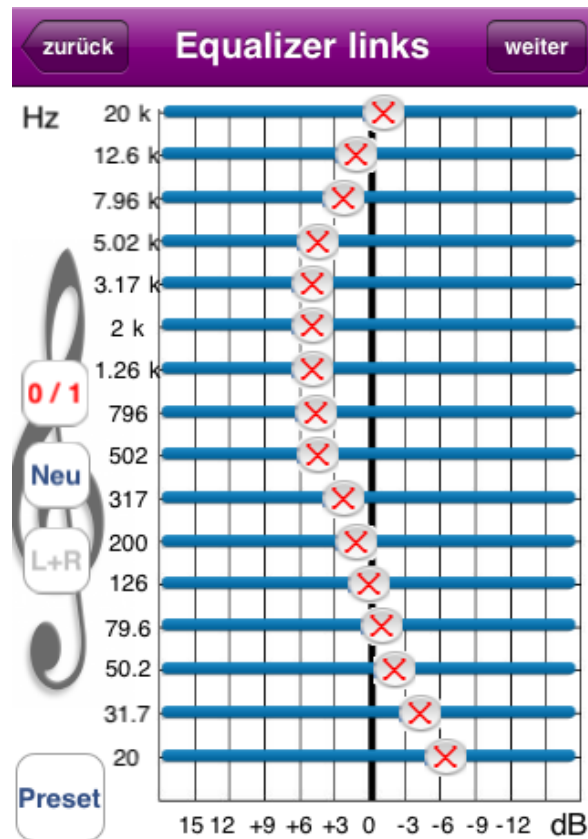 zurück Equalizer links weiter
Hz 20 k
12.6 k
7.96 k
5.02 k
3.17 k
2 k
1.26 k
0 / 1
796
502
Neu
317
200
L+R
126
79.6
50.2
31.7
20
Preset
15 12 +9 +6 +3 0 -3 -6 -9 -12 dB